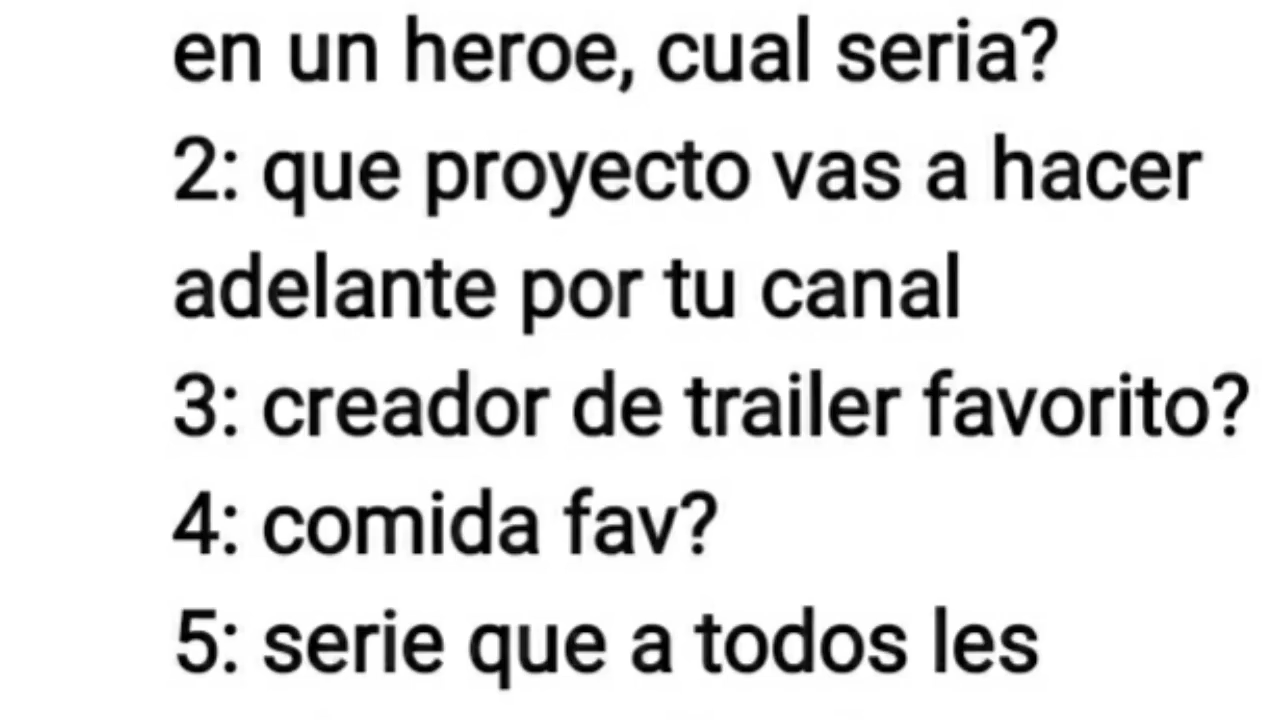 en un heroe, cual seria?
2: que proyecto vas a hacer
adelante por tu canal
3: creador de trailer favorito?
4: comida fav?
5: serie que a todos les